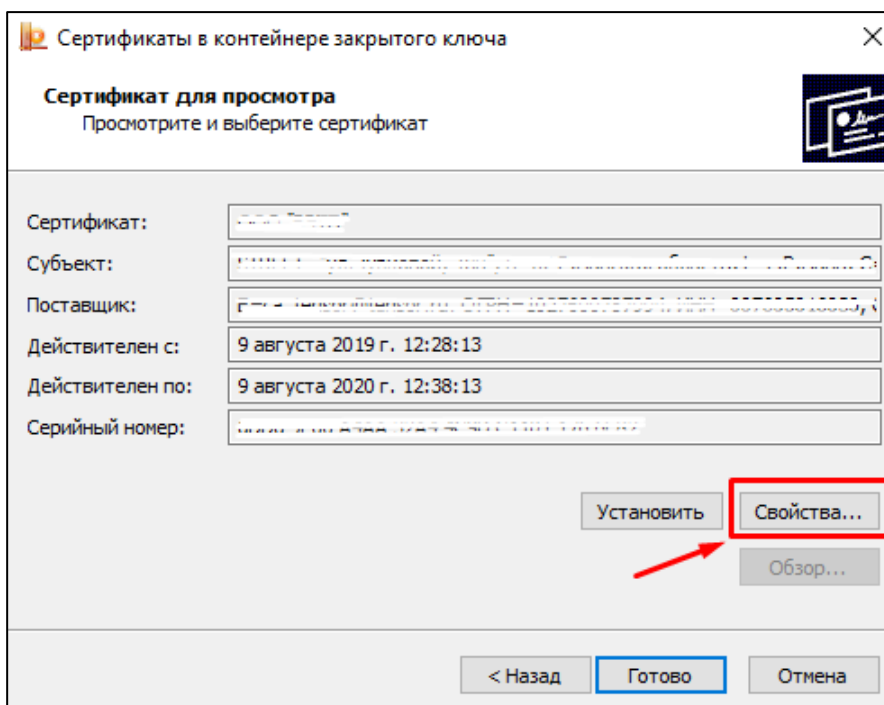 Сертификаты в контейнере закрытого ключа
Сертификат для просмотра
Просмотрите и выберите сертификат
Сертификат:
Субъект:
Поставщик:
Действителен с: 9 августа 2019 г. 12:28:13
Действителен по: 9 августа 2020 г. 12:38:13
Серийный номер:
Установить Свойства...
Обзор...
< Назад Готово Отмена